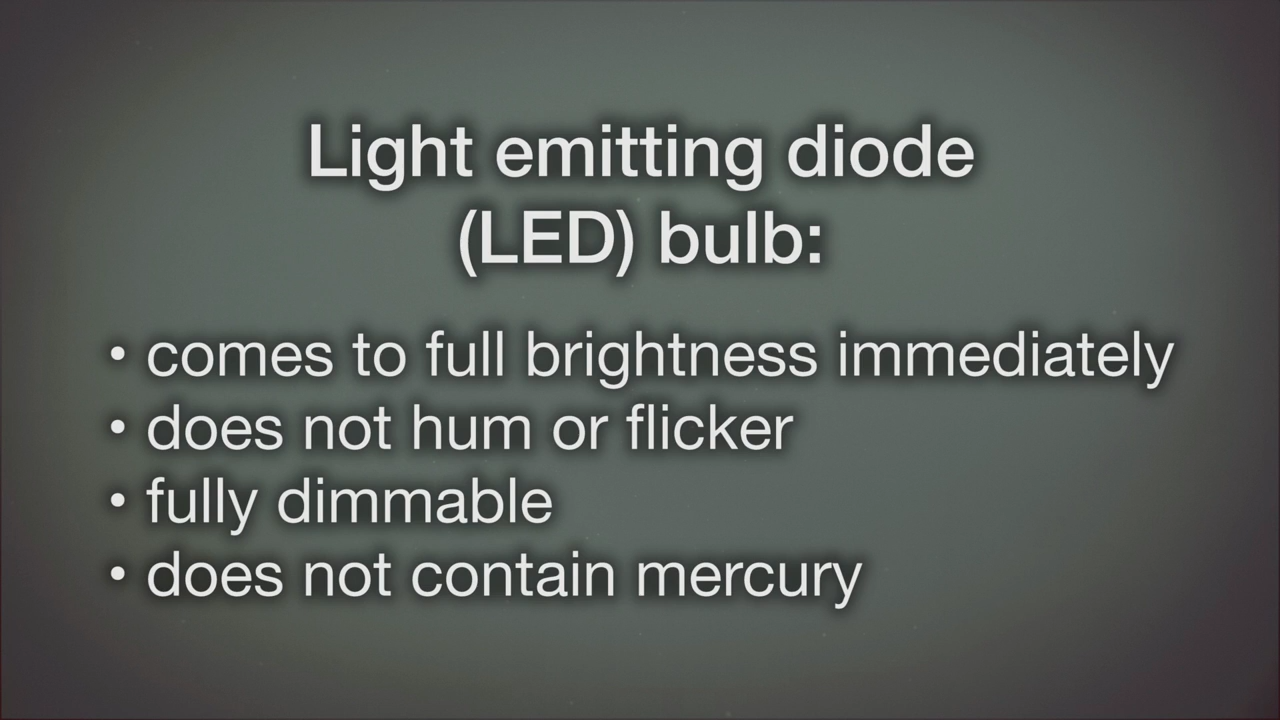 Light emitting diode
(LED) bulb:
• comes to full brightness immediately
• does not hum or flicker
• fully dimmable
• does not contain mercury